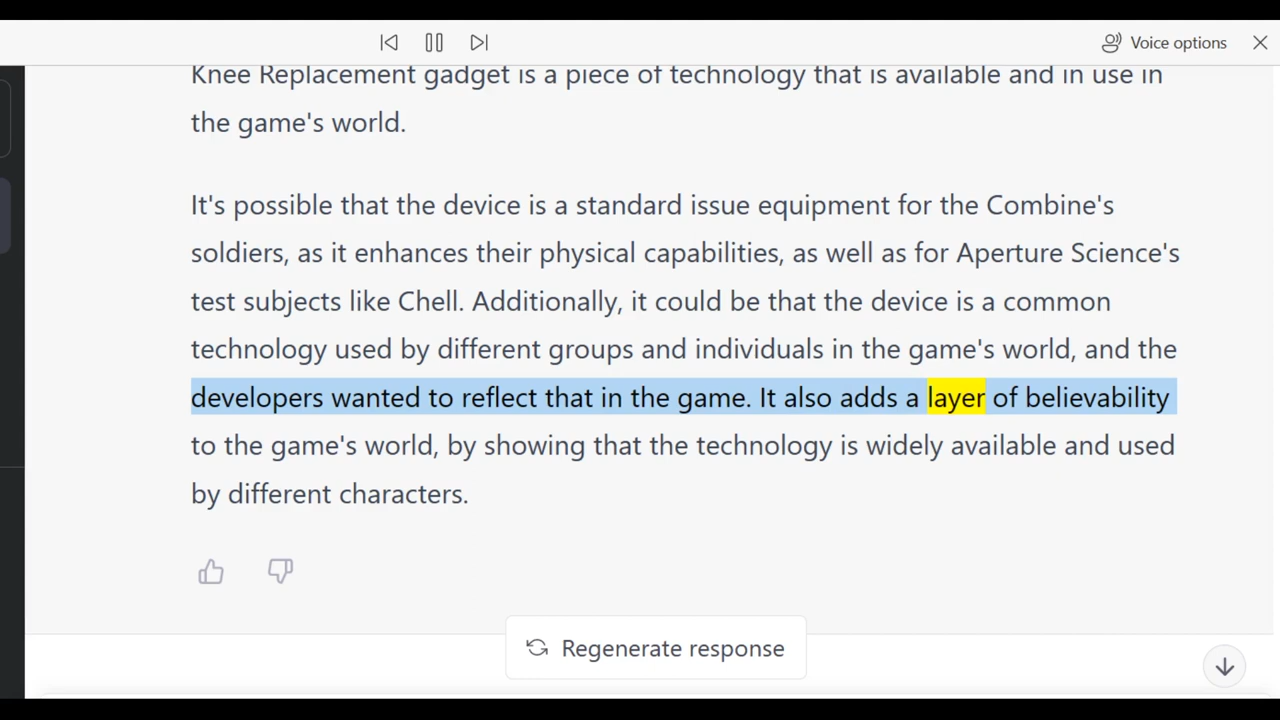 Voice options
Knee Replacement gadget is a piece of technology that is available and in use in
the game's world.
It's possible that the device is a standard issue equipment for the Combine's
soldiers, as it enhances their physical capabilities, as well as for Aperture Science's
test subjects like Chell. Additionally, it could be that the device is a common
technology used by different groups and individuals in the game's world, and the
developers wanted to reflect that in the game. It also adds a layer of believability
to the game's world, by showing that the technology is widely available and used
by different characters.
Regenerate response